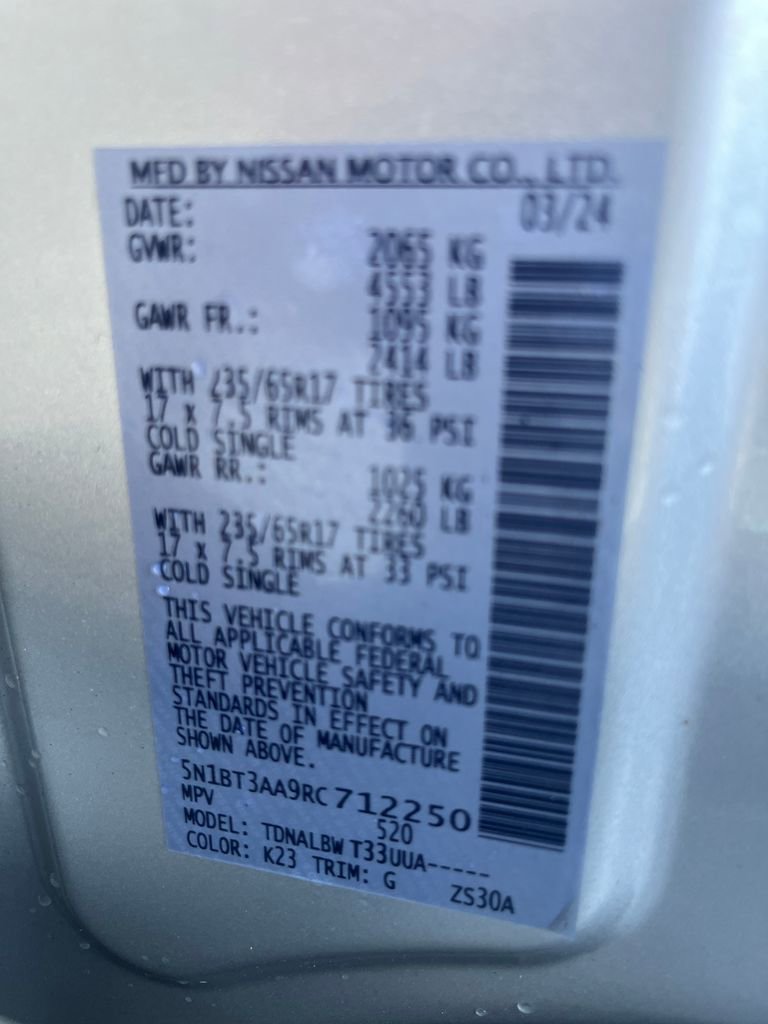 MFD BY NISSAN MOTOR CO., LTD.
DATE: 03/24
GVWR: 2065 KG
4553 LB
GAWR FR.: 1095 KG
2414 LB
WITH 235/65R17 TIRES
17 x 7.5 RIMS AT 36 PSI
COLD SINGLE
GAWR RR.: 1025 KG
2260 LB
WITH 235/65R17 TIRES
17 x 7.5 RIMS AT 33 PSI
COLD SINGLE
THIS VEHICLE CONFORMS TO
ALL APPLICABLE FEDERAL
MOTOR VEHICLE SAFETY AND
THEFT PREVENTION
STANDARDS IN EFFECT ON
THE DATE OF MANUFACTURE
SHOWN ABOVE.
5N1BT3AA9RC712250
MPV 520
MODEL: TDNALBW T33UUA-----
COLOR: K23 TRIM: G ZS30A